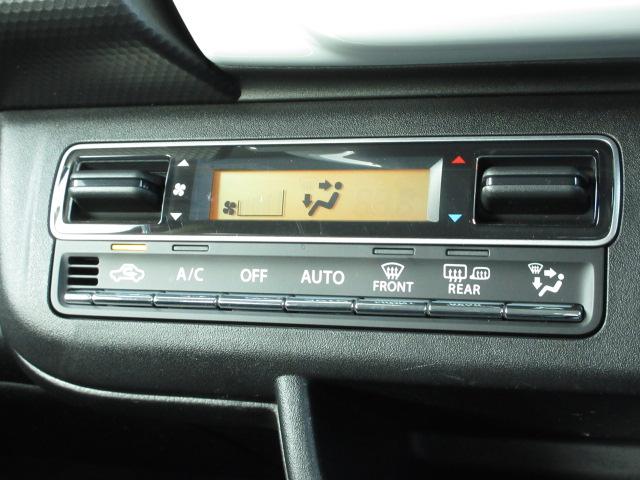 A/C OFF AUTO FRONT REAR